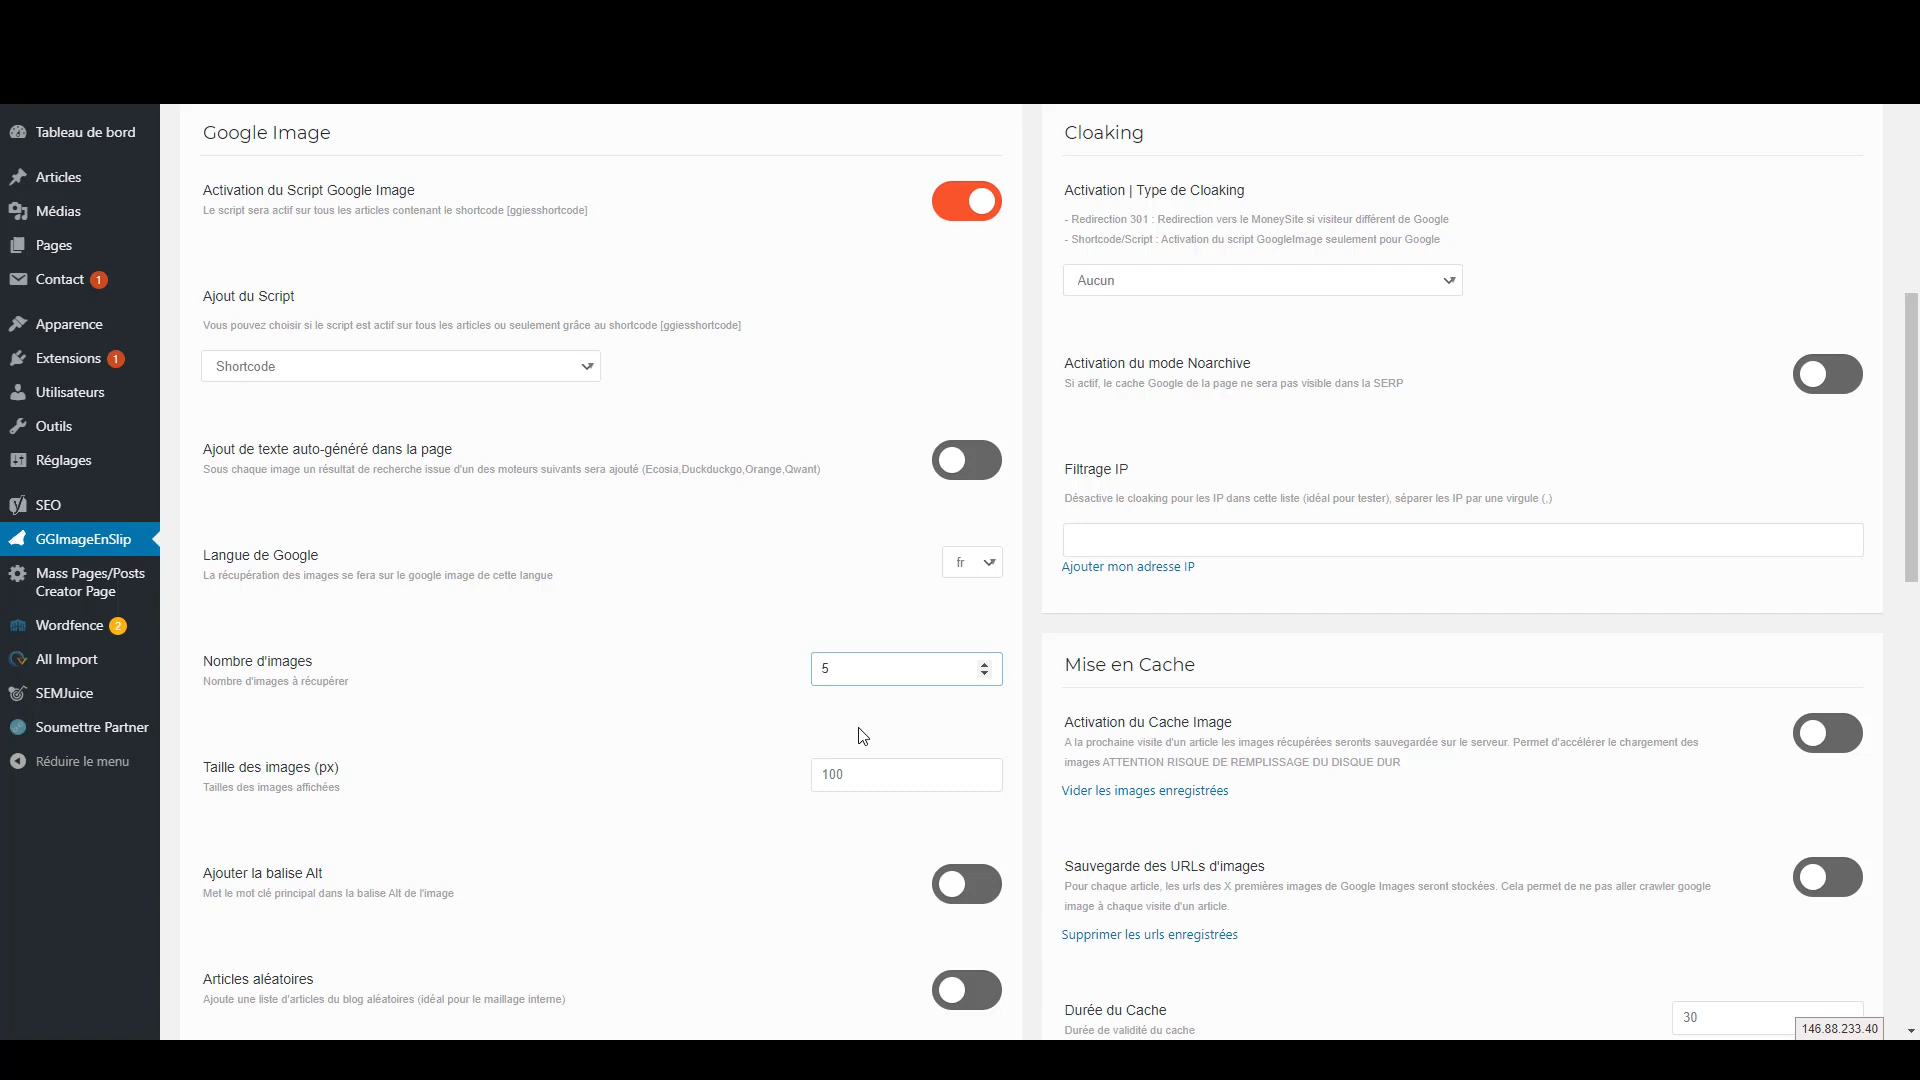 Tableau de bord
Articles
Médias
Pages
Contact 1
Apparence
Extensions 1
Utilisateurs
Outils
Réglages
SEO
GGImageEnSlip
Mass Pages/Posts
Creator Page
Wordfence 2
All Import
SEMJuice
Soumettre Partner
Réduire le menu
Google Image
Activation du Script Google Image
Le script sera actif sur tous les articles contenant le shortcode [ggiesshortcode]
Ajout du Script
Vous pouvez choisir si le script est actif sur tous les articles ou seulement grâce au shortcode [ggiesshortcode]
Shortcode
Ajout de texte auto-généré dans la page
Sous chaque image un résultat de recherche issue d'un des moteurs suivants sera ajouté (Ecosia,Duckduckgo,Orange,Qwant)
Langue de Google
La récupération des images se fera sur le google image de cette langue
fr
Nombre d'images
Nombre d'images à récupérer
5
Taille des images (px)
Tailles des images affichées
100
Ajouter la balise Alt
Met le mot clé principal dans la balise Alt de l'image
Articles aléatoires
Ajoute une liste d'articles du blog aléatoires (idéal pour le maillage interne)
Cloaking
Activation | Type de Cloaking
- Redirection 301 : Redirection vers le MoneySite si visiteur différent de Google
- Shortcode/Script : Activation du script GoogleImage seulement pour Google
Aucun
Activation du mode Noarchive
Si actif, le cache Google de la page ne sera pas visible dans la SERP
Filtrage IP
Désactive le cloaking pour les IP dans cette liste (idéal pour tester), séparer les IP par une virgule (,)
Ajouter mon adresse IP
Mise en Cache
Activation du Cache Image
A la prochaine visite d'un article les images récupérées seronts sauvegardée sur le serveur. Permet d'accélérer le chargement des
images ATTENTION RISQUE DE REMPLISSAGE DU DISQUE DUR
Vider les images enregistrées
Sauvegarde des URLs d'images
Pour chaque article, les urls des X premières images de Google Images seront stockées. Cela permet de ne pas aller crawler google
image à chaque visite d'un article.
Supprimer les urls enregistrées
Durée du Cache
Durée de validité du cache
30
146.88.233.40